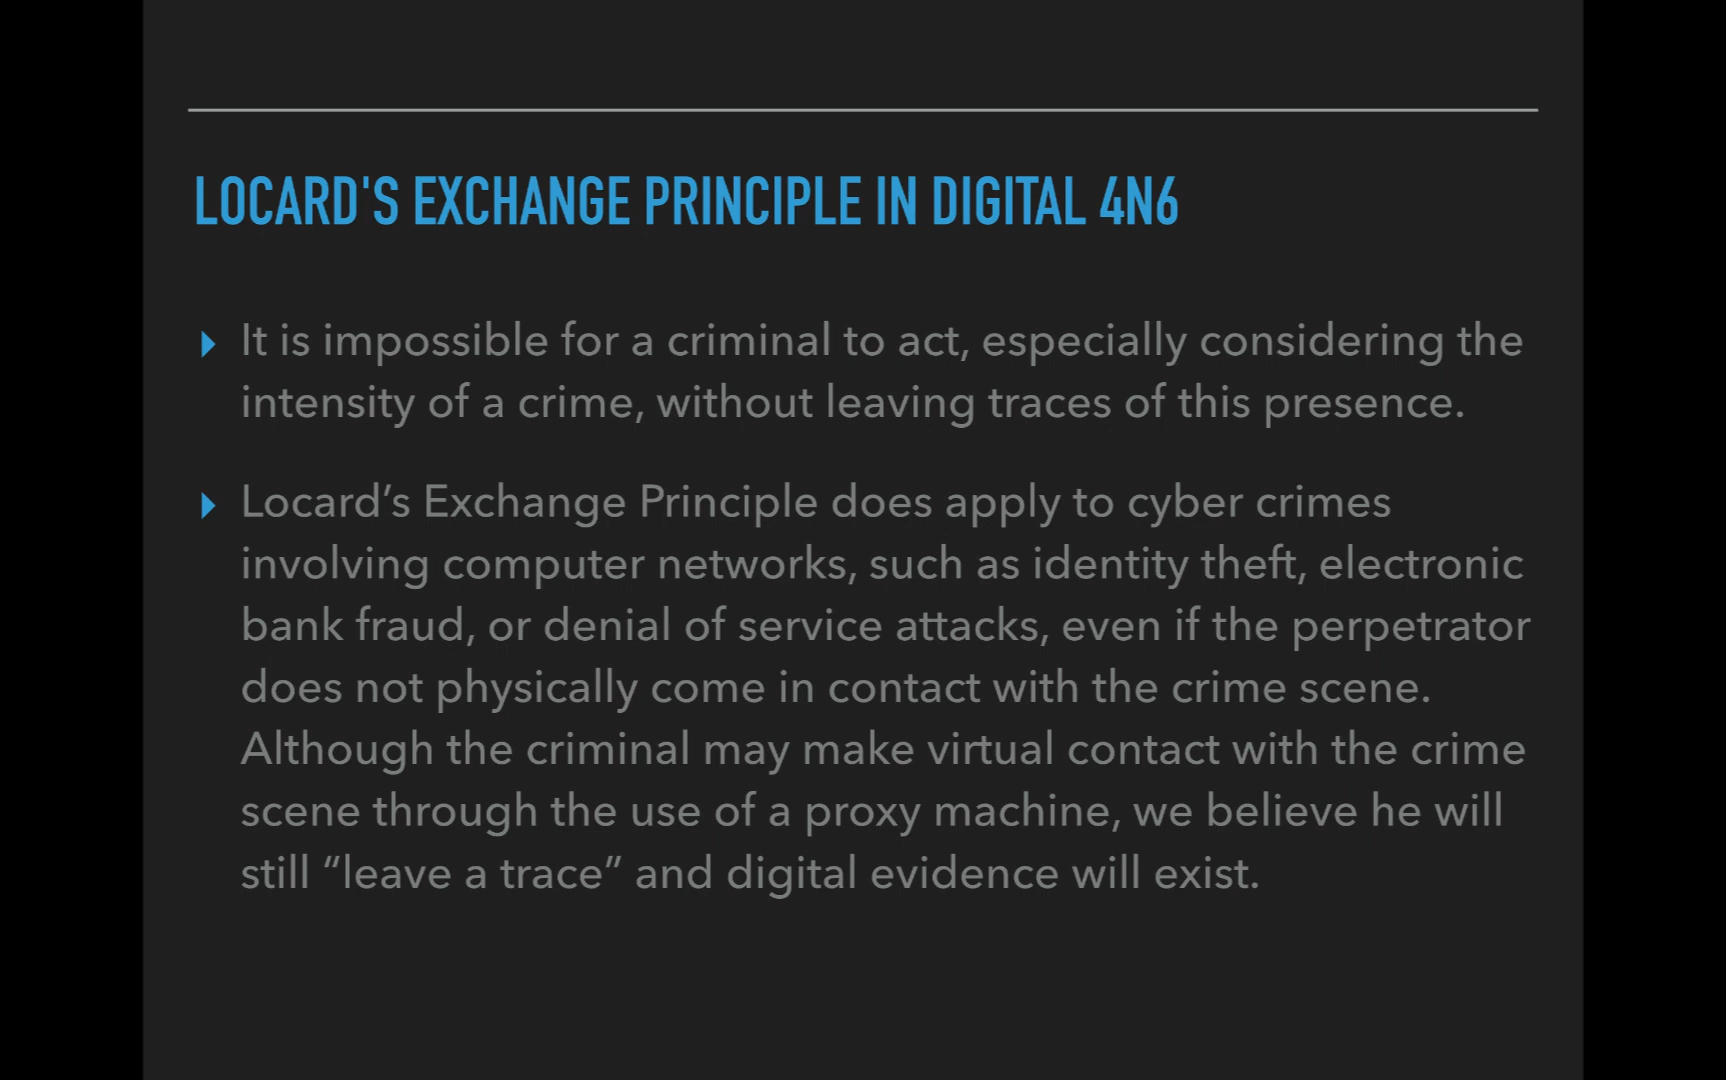 LOCARD'S EXCHANGE PRINCIPLE IN DIGITAL 4N6
It is impossible for a criminal to act, especially considering the
intensity of a crime, without leaving traces of this presence.
Locard’s Exchange Principle does apply to cyber crimes
involving computer networks, such as identity theft, electronic
bank fraud, or denial of service attacks, even if the perpetrator
does not physically come in contact with the crime scene.
Although the criminal may make virtual contact with the crime
scene through the use of a proxy machine, we believe he will
still “leave a trace” and digital evidence will exist.